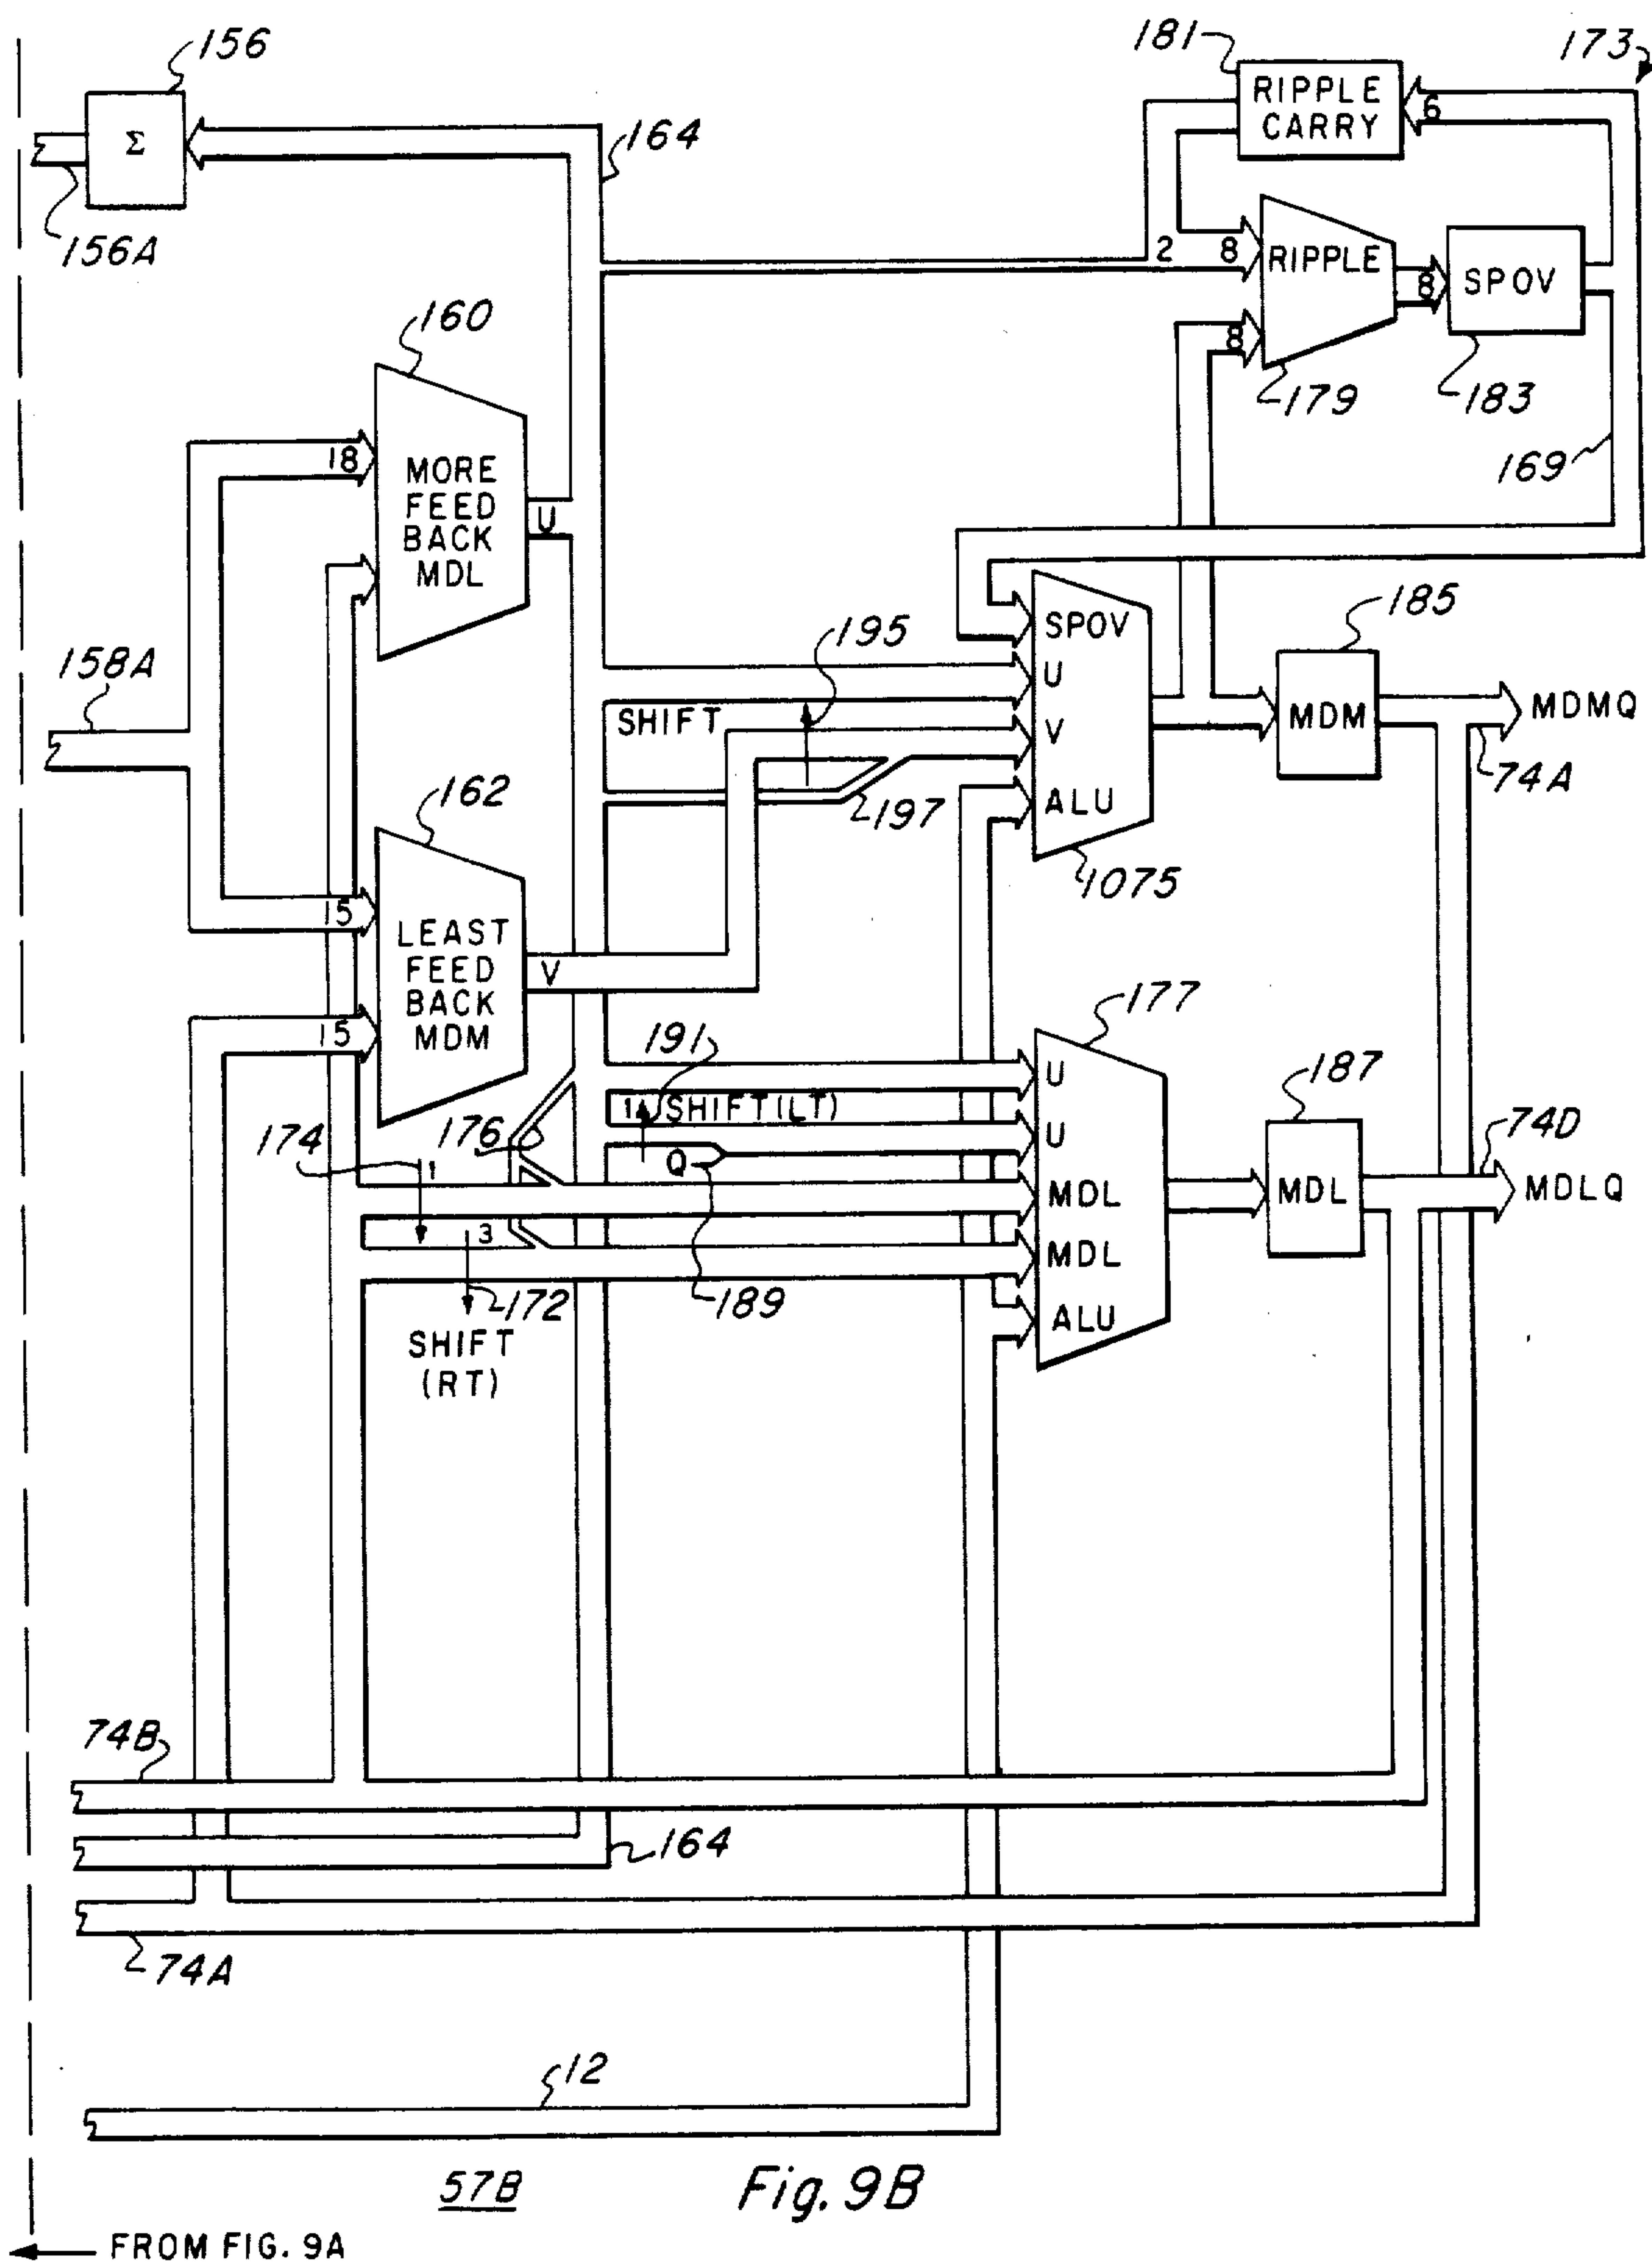 156
Σ
156A
164
181
RIPPLE
CARRY
6
173
2
8
RIPPLE
8
SPOV
8
179
183
169
160
18
MORE
FEED
BACK
MDL
U
158A
162
15
LEAST
FEED
BACK
MDM
15
V
195
SHIFT
197
SPOV
U
V
ALU
1075
185
MDM
MDMQ
74A
191
1
SHIFT(LT)
Q
189
177
U
U
MDL
MDL
ALU
187
MDL
74D
MDLQ
174
1
176
3
172
SHIFT
(RT)
74B
164
74A
12
57B
Fig. 9B
FROM FIG. 9A